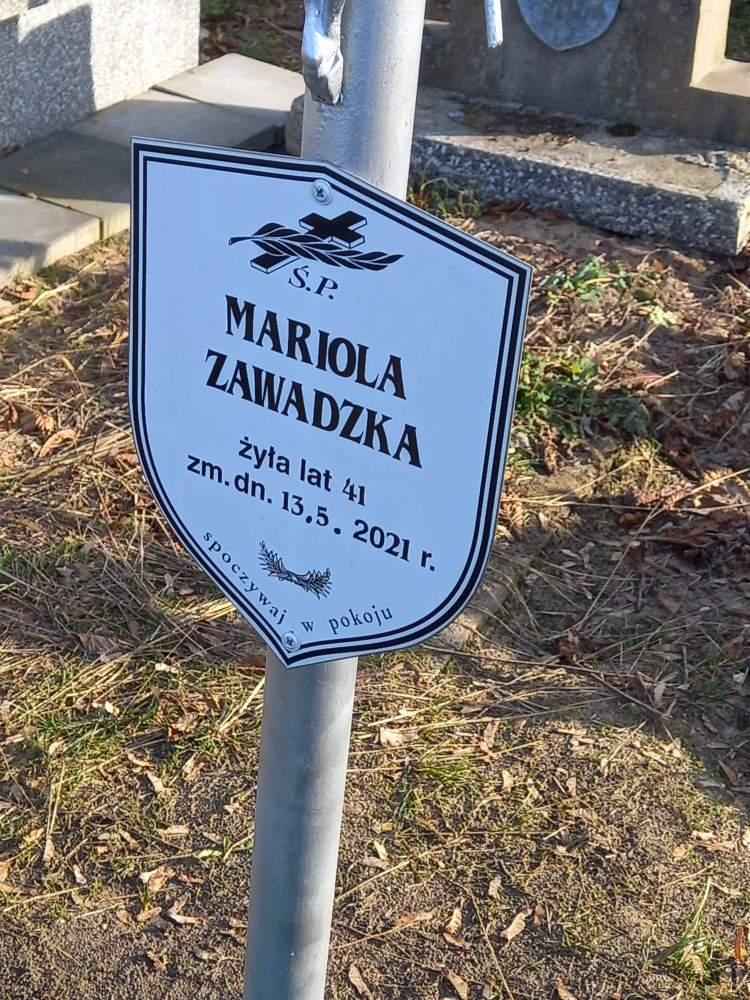 Ś.P.
MARIOLA
ZAWADZKA
żyła lat 41
zm. dn. 13.5. 2021 r.
spoczywaj w pokoju